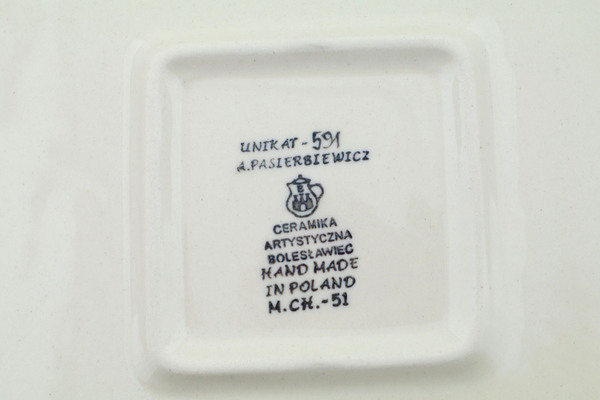 UNIKAT - 591
A.PASIERBIEWICZ
B
CERAMIKA
ARTYSTYCZNA
BOLESŁAWIEC
HAND MADE
IN POLAND
M.CH.-51